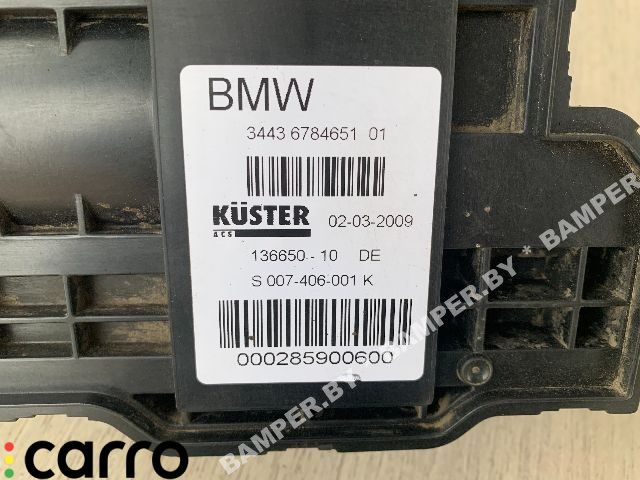 BMW
3443 6784651 01
KÜSTER
ACS
02-03-2009
136650-10 DE
S 007-406-001 K
000285900600
carro
BAMPER.BY * BAMPER.BY * BAMPER.BY